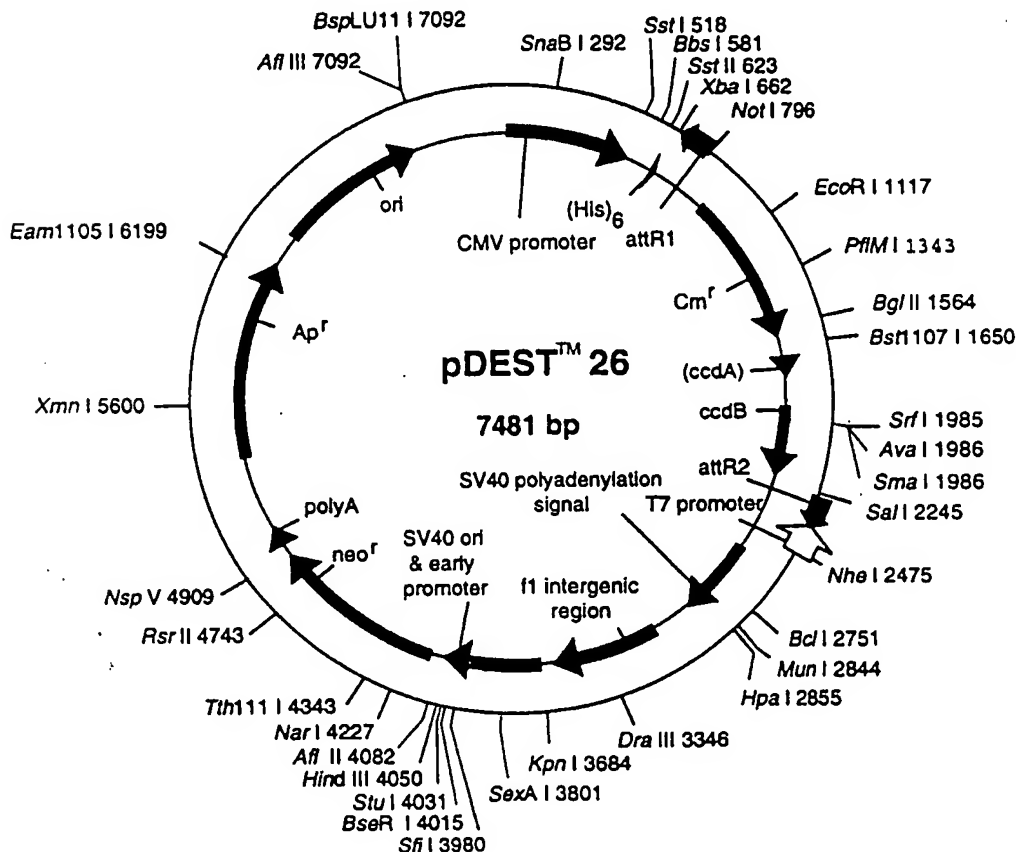 BspLU11 I 7092
Afl III 7092
SnaB I 292
Sst I 518
Bbs I 581
Sst II 623
Xba I 662
Not I 796
EcoR I 1117
PflM I 1343
Bgl II 1564
Bst1107 I 1650
Srf I 1985
Ava I 1986
Sma I 1986
Sal I 2245
Nhe I 2475
Bcl I 2751
Mun I 2844
Hpa I 2855
Dra III 3346
Kpn I 3684
SexA I 3801
Sfi I 3980
BseR I 4015
Stu I 4031
Hind III 4050
Afl II 4082
Nar I 4227
Tth111 I 4343
Rsr II 4743
Nsp V 4909
Xmn I 5600
Eam1105 I 6199
ori
CMV promoter
(His)6
attR1
Cmr
(ccdA)
ccdB
attR2
T7 promoter
SV40 polyadenylation
signal
f1 intergenic
region
SV40 ori
& early
promoter
neor
polyA
Apr
pDEST™ 26
7481 bp